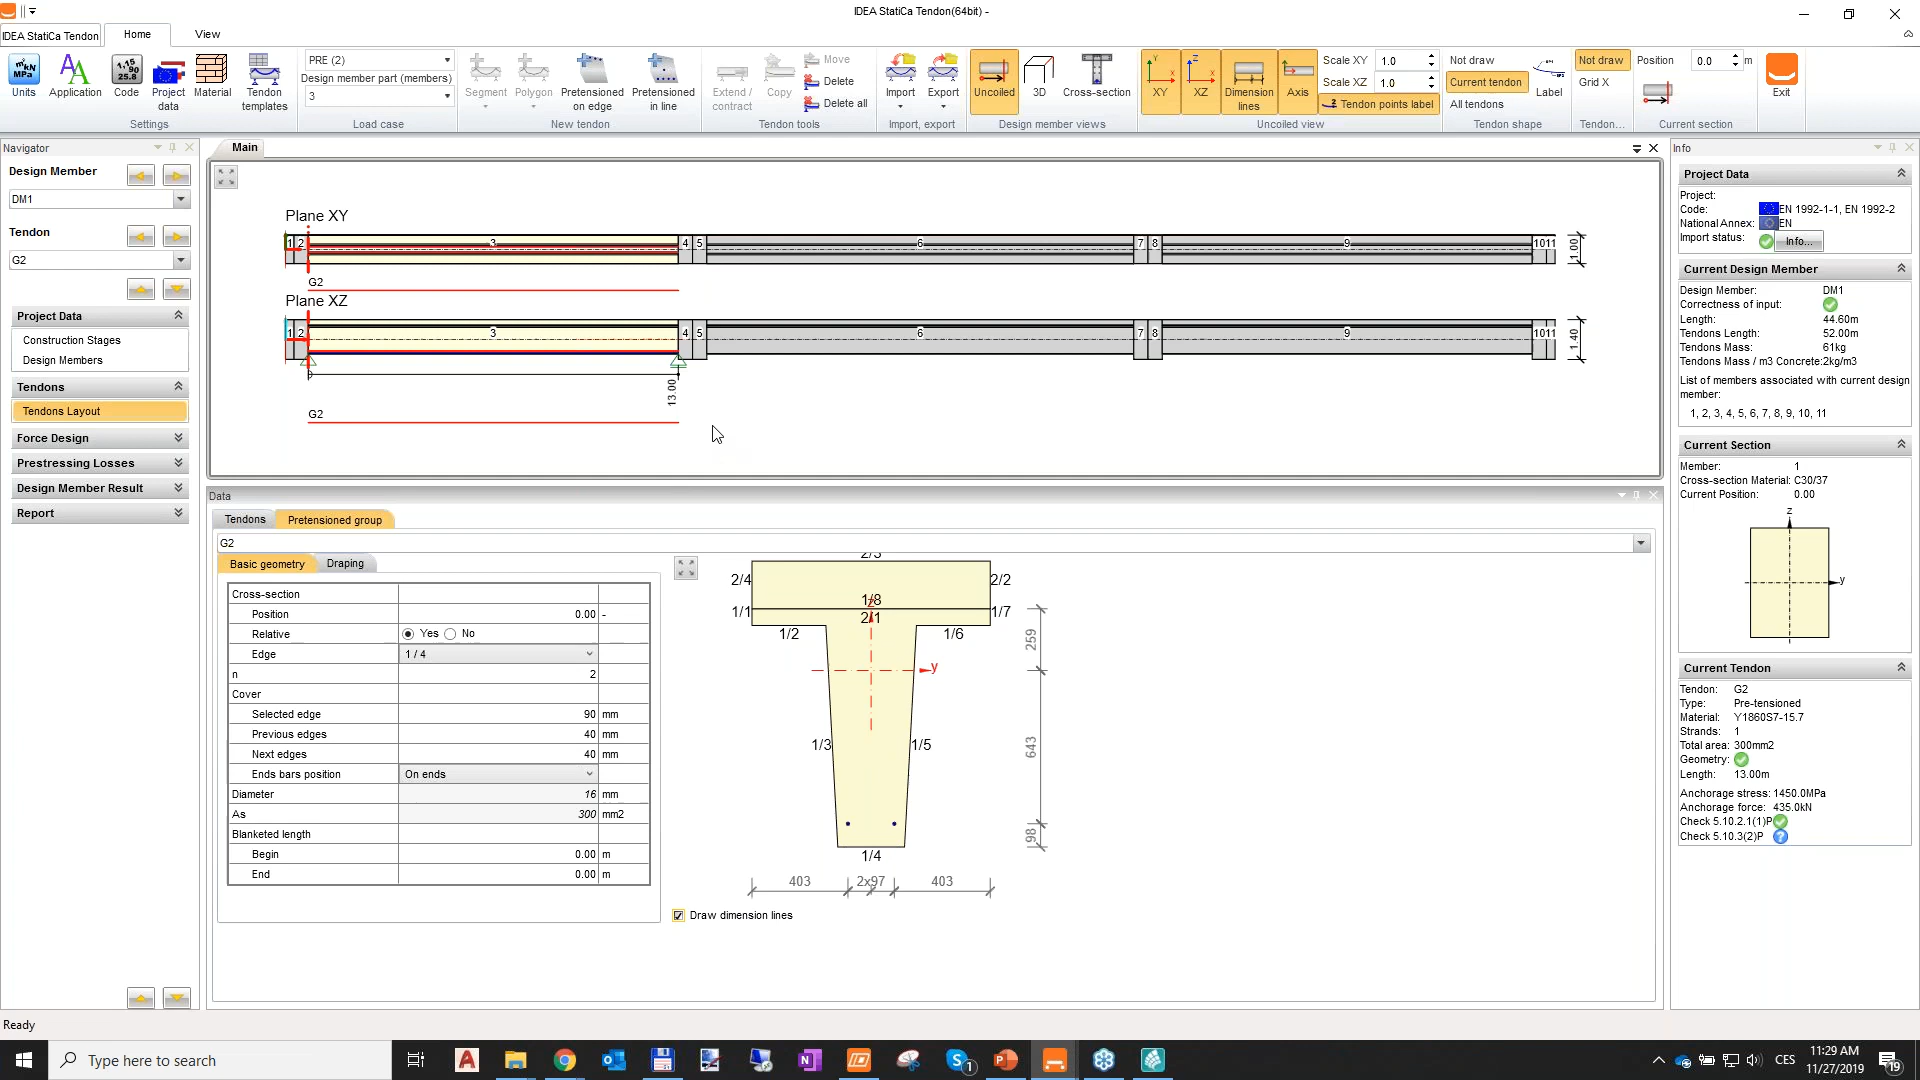 IDEA StatiCa Tendon(64bit) -
IDEA StatiCa Tendon
Home
View
Units
Application
Code
Project data
Material
Tendon templates
Settings
PRE (2)
Design member part (members)
3
Load case
Segment
Polygon
Pretensioned on edge
Pretensioned in line
New tendon
Extend / contract
Copy
Move
Delete
Delete all
Tendon tools
Import
Export
Import, export
Uncoiled
3D
Cross-section
Design member views
XY
XZ
Dimension lines
Axis
Scale XY 1.0
Scale XZ 1.0
Tendon points label
Uncoiled view
Not draw
Current tendon
All tendons
Label
Tendon shape
Not draw
Grid X
Tendon...
Position 0.0 m
Current section
Exit
Navigator
Design Member
DM1
Tendon
G2
Project Data
Construction Stages
Design Members
Tendons
Tendons Layout
Force Design
Prestressing Losses
Design Member Result
Report
Main
Plane XY
1 2 3 4 5 6 7 8 9 1011
1.00
G2
Plane XZ
1 2 3 4 5 6 7 8 9 1011
1.40
13.00
G2
Data
Tendons
Pretensioned group
G2
Basic geometry
Draping
Cross-section
Position 0.00 -
Relative Yes No
Edge 1 / 4
n 2
Cover
Selected edge 90 mm
Previous edges 40 mm
Next edges 40 mm
Ends bars position On ends
Diameter 16 mm
As 300 mm2
Blanketed length
Begin 0.00 m
End 0.00 m
2/3
2/4
2/2
1/8
z
1/1
2/1
1/7
1/2
1/6
259
y
1/3
1/5
643
98
1/4
403 2x97 403
Draw dimension lines
Info
Project Data
Project:
Code: EN 1992-1-1, EN 1992-2
National Annex: EN
Import status: Info...
Current Design Member
Design Member: DM1
Correctness of input:
Length: 44.60m
Tendons Length: 52.00m
Tendons Mass: 61kg
Tendons Mass / m3 Concrete:2kg/m3
List of members associated with current design
member:
1, 2, 3, 4, 5, 6, 7, 8, 9, 10, 11
Current Section
Member: 1
Cross-section Material: C30/37
Current Position: 0.00
z
y
Current Tendon
Tendon: G2
Type: Pre-tensioned
Material: Y1860S7-15.7
Strands: 1
Total area: 300mm2
Geometry:
Length: 13.00m
Anchorage stress: 1450.0MPa
Anchorage force: 435.0kN
Check 5.10.2.1(1)P
Check 5.10.3(2)P
Ready
Type here to search
CES
11:29 AM
11/27/2019
19